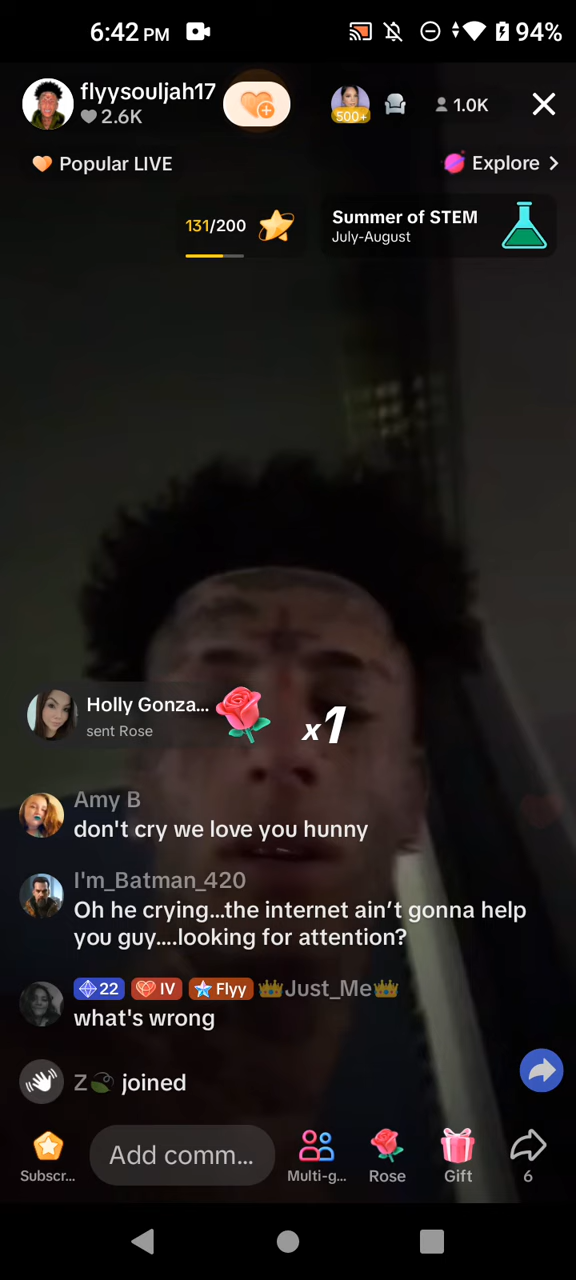 6:42 PM 94%
flyysouljah17
2.6K
500+
1.0K
Popular LIVE
Explore >
131/200
Summer of STEM
July-August
Holly Gonza...
sent Rose
x1
Amy B
don't cry we love you hunny
I'm_Batman_420
Oh he crying...the internet ain’t gonna help
you guy....looking for attention?
22 IV Flyy 👑Just_Me👑
what's wrong
Z joined
Add comm...
Subscr...
Multi-g...
Rose
Gift
6